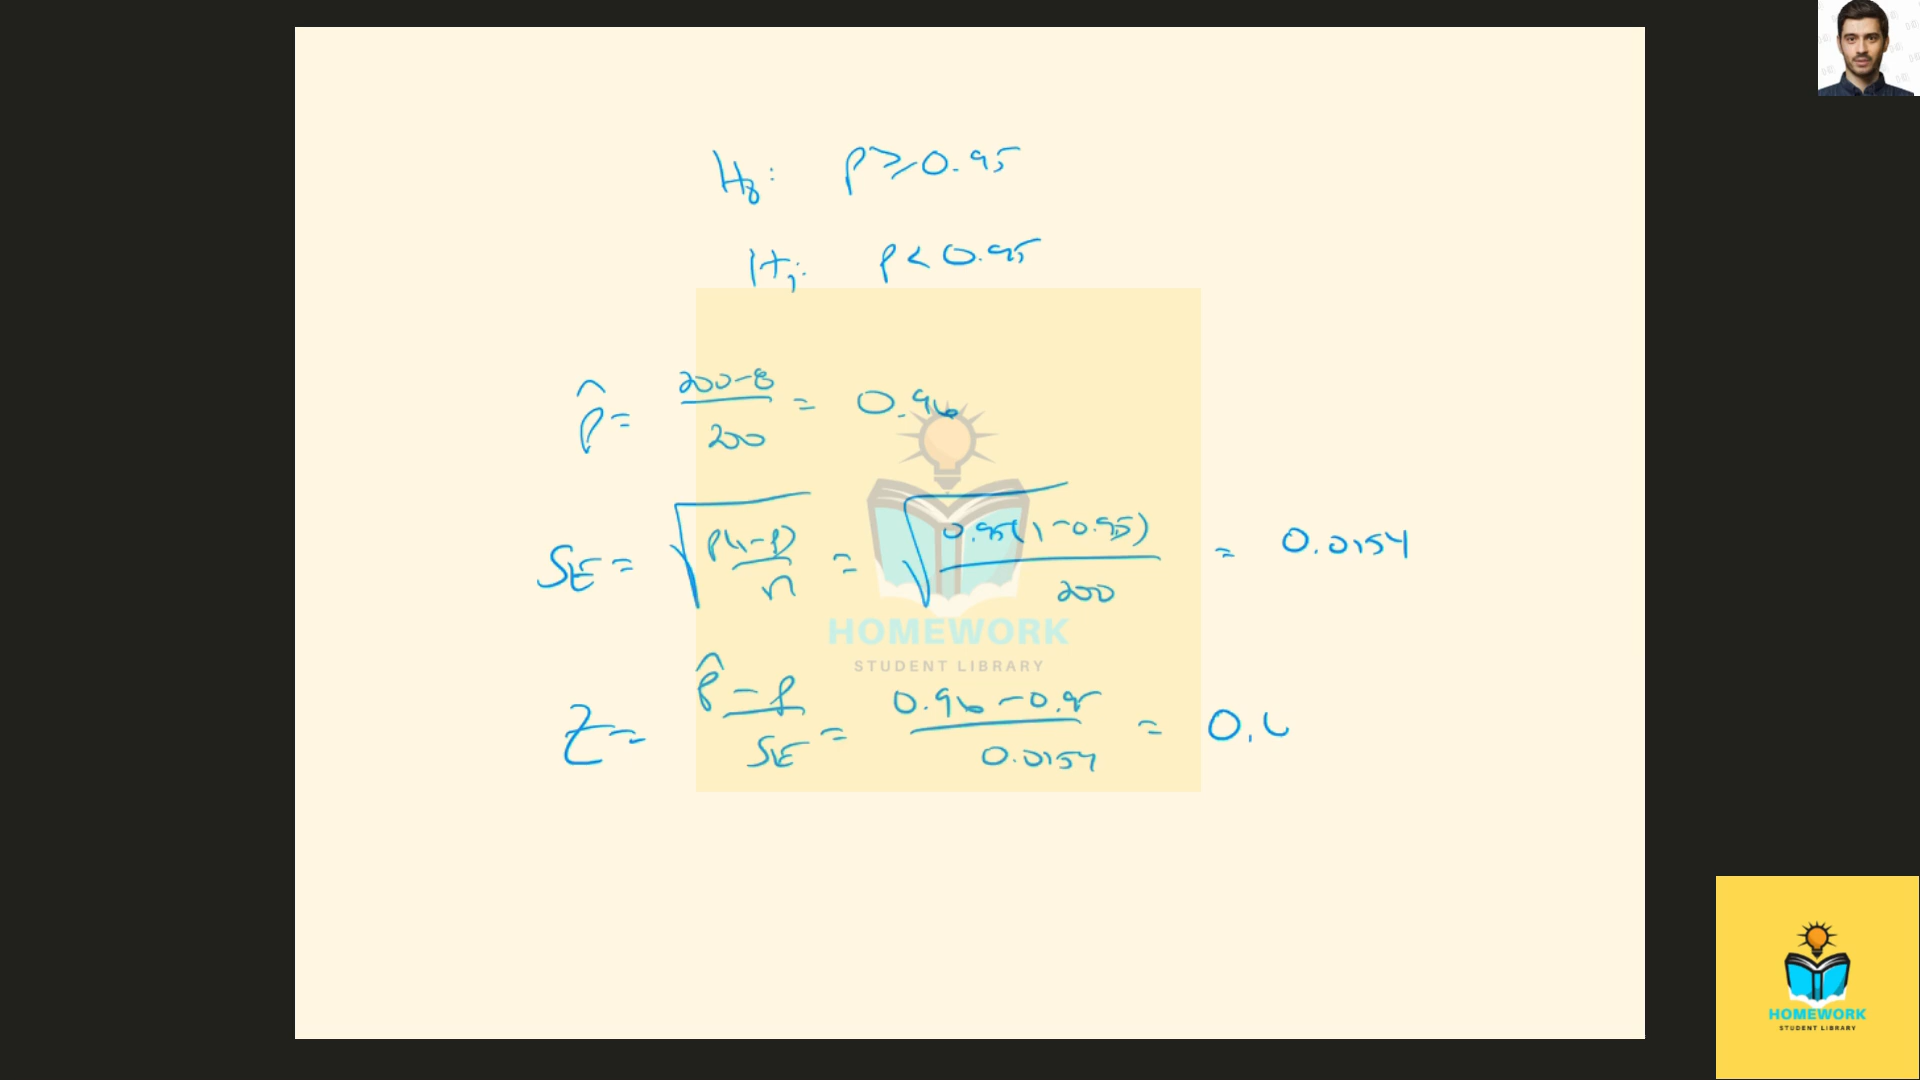 H₀: p ≥ 0.95
H₁: p < 0.95
p̂ = (200-8)/200 = 0.96
SE = √(p(1-p)/n) = √(0.95(1-0.95)/200) = 0.0154
HOMEWORK
STUDENT LIBRARY
Z = (p̂ - p)/SE = (0.96-0.95)/0.0154 = 0.6
HOMEWORK
STUDENT LIBRARY